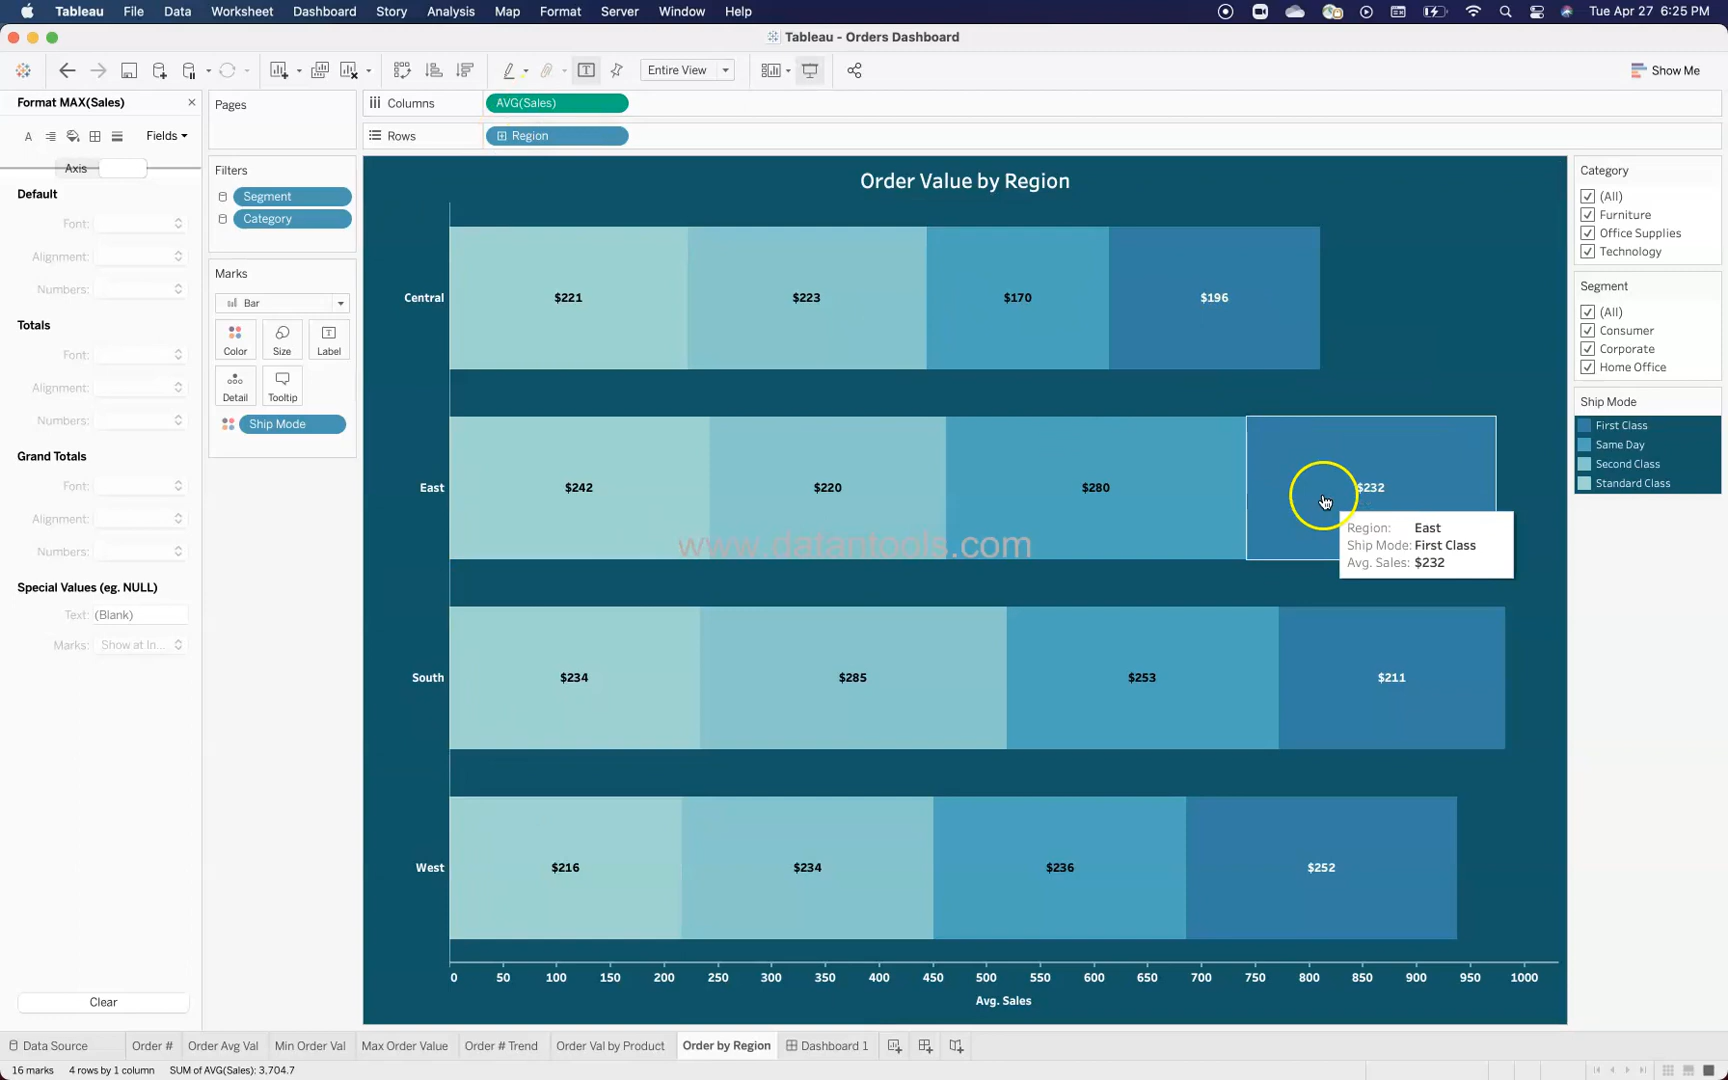 Tableau File Data Worksheet Dashboard Story Analysis Map Format Server Window Help Tue Apr 27 6:25 PM
Tableau - Orders Dashboard
Entire View Show Me
Format MAX(Sales)
Fields
Axis
Default
Font:
Alignment:
Numbers:
Totals
Font:
Alignment:
Numbers:
Grand Totals
Font:
Alignment:
Numbers:
Special Values (eg. NULL)
Text: (Blank)
Marks: Show at In...
Clear
Pages
Filters
Segment
Category
Marks
Bar
Color Size Label
Detail Tooltip
Ship Mode
Columns AVG(Sales)
Rows Region
Order Value by Region
Central $221 $223 $170 $196
East $242 $220 $280 $232
www.datantools.com
Region: East
Ship Mode: First Class
Avg. Sales: $232
South $234 $285 $253 $211
West $216 $234 $236 $252
0 50 100 150 200 250 300 350 400 450 500 550 600 650 700 750 800 850 900 950 1000
Avg. Sales
Category
(All)
Furniture
Office Supplies
Technology
Segment
(All)
Consumer
Corporate
Home Office
Ship Mode
First Class
Same Day
Second Class
Standard Class
Data Source Order # Order Avg Val Min Order Val Max Order Value Order # Trend Order Val by Product Order by Region Dashboard 1
16 marks 4 rows by 1 column SUM of AVG(Sales): 3,704.7